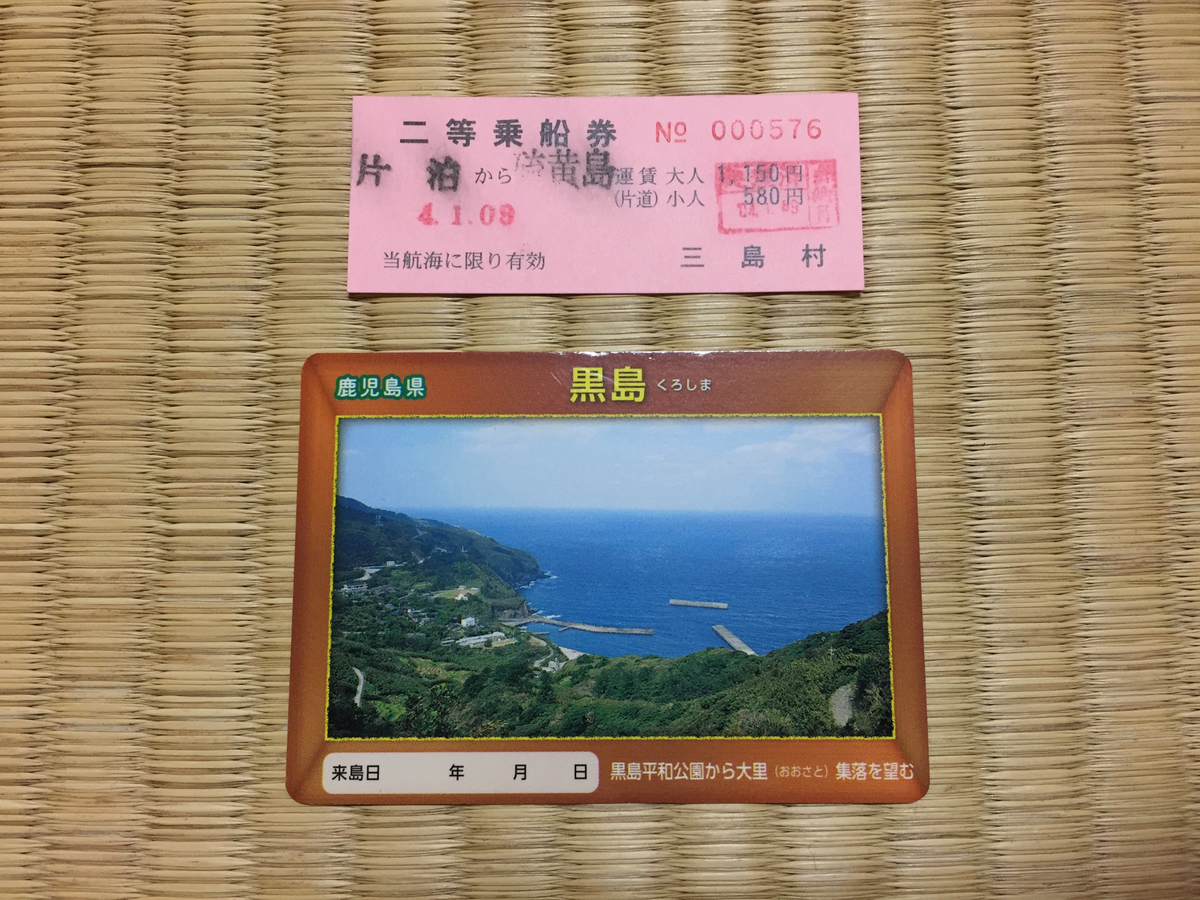 二等乗船券 № 000576
片泊から硫黄島 運賃 大人 1,150円
(片道) 小人 580円
4.1.09
当航海に限り有効 三島村
鹿児島県 黒島 くろしま
来島日 年 月 日 黒島平和公園から大里(おおさと)集落を望む